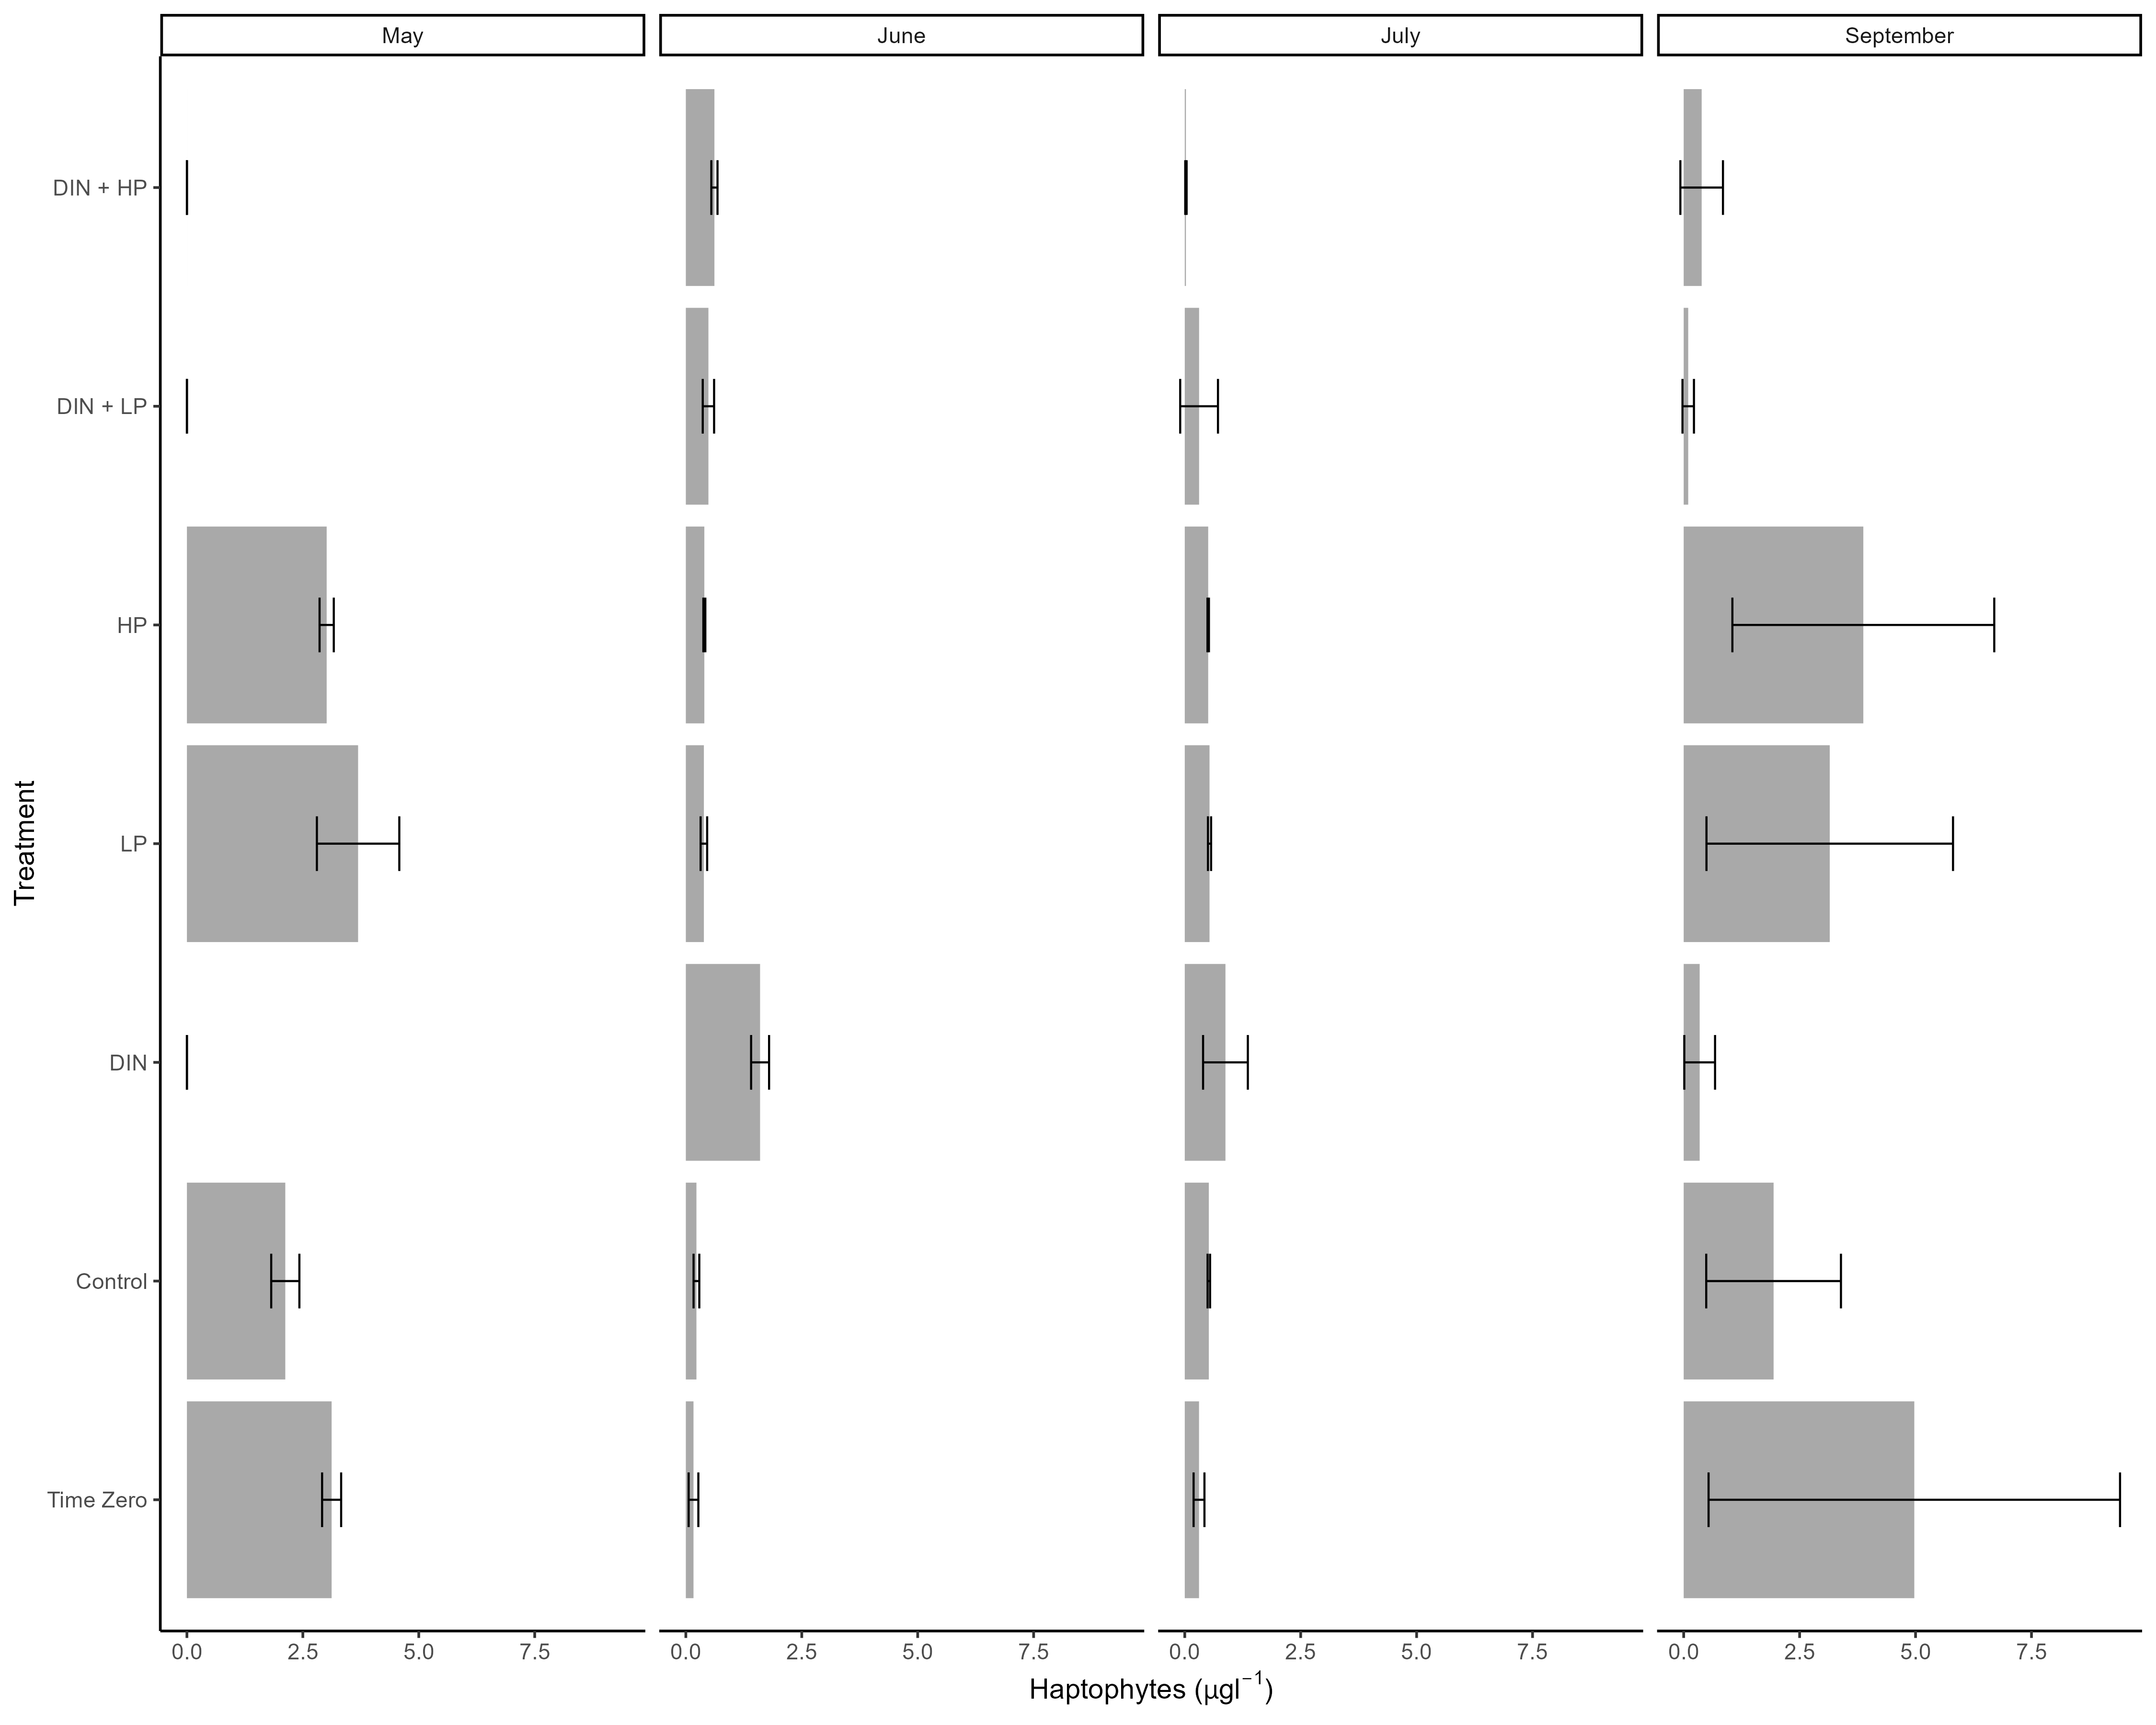 May
June
July
September
DIN + HP
DIN + LP
HP
LP
DIN
Control
Time Zero
Treatment
0.0 2.5 5.0 7.5
0.0 2.5 5.0 7.5
0.0 2.5 5.0 7.5
0.0 2.5 5.0 7.5
Haptophytes (μgl⁻¹)